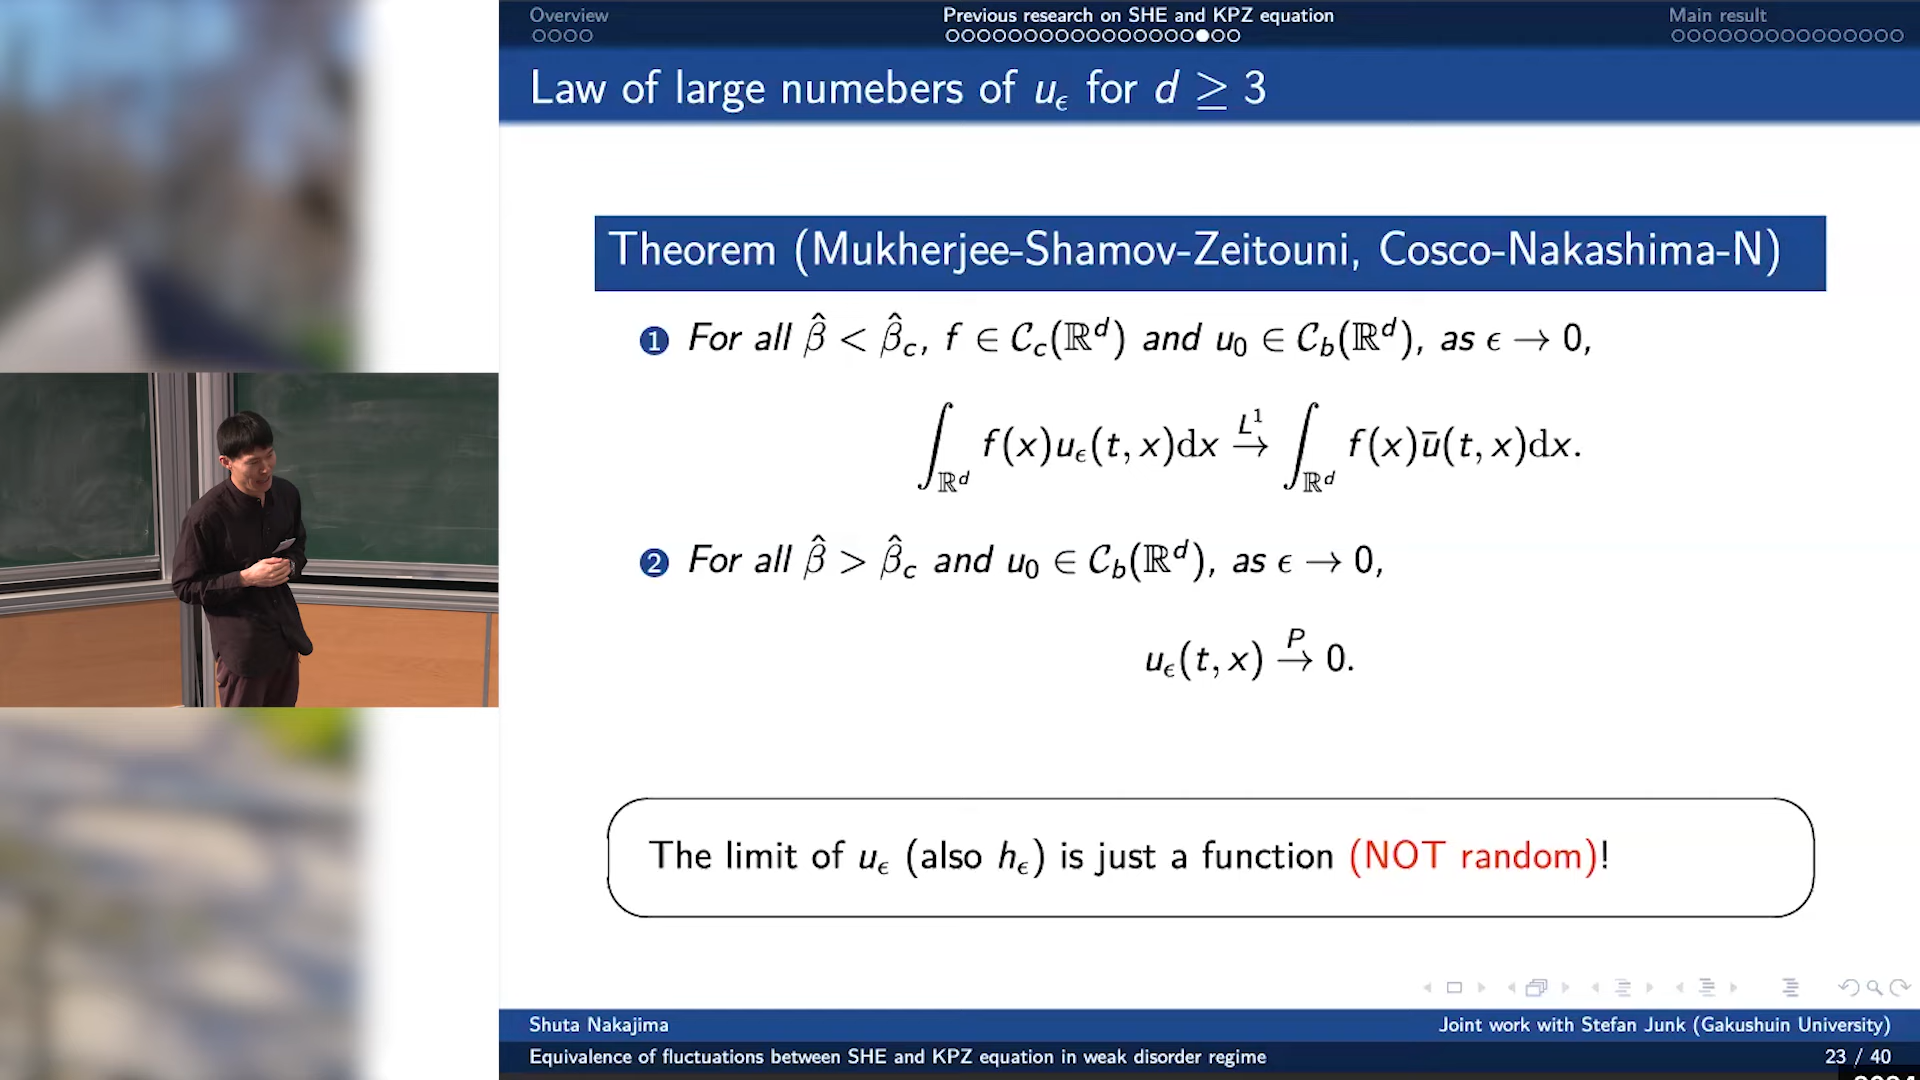 Overview
Previous research on SHE and KPZ equation
Main result
Law of large numebers of u_ϵ for d ≥ 3
Theorem (Mukherjee-Shamov-Zeitouni, Cosco-Nakashima-N)
1 For all β̂ < β̂_c, f ∈ 𝒞_c(ℝ^d) and u_0 ∈ 𝒞_b(ℝ^d), as ϵ → 0,
∫_{ℝ^d} f(x)u_ϵ(t, x)dx →^{L^1} ∫_{ℝ^d} f(x)ū(t, x)dx.
2 For all β̂ > β̂_c and u_0 ∈ 𝒞_b(ℝ^d), as ϵ → 0,
u_ϵ(t, x) →^{P} 0.
The limit of u_ϵ (also h_ϵ) is just a function (NOT random)!
Shuta Nakajima
Joint work with Stefan Junk (Gakushuin University)
Equivalence of fluctuations between SHE and KPZ equation in weak disorder regime
23 / 40